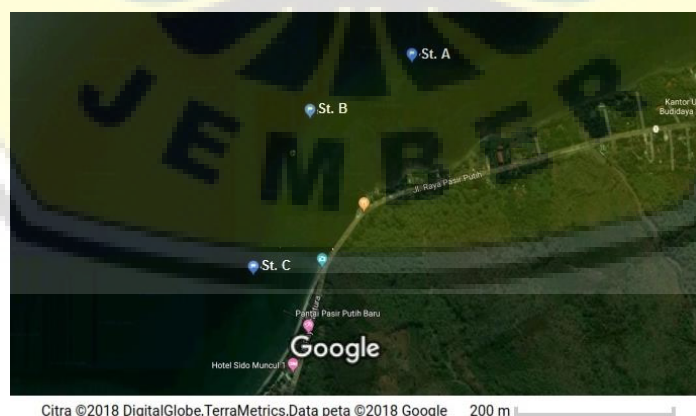 St. A
St. B
Kantor U
Budidaya
JEMBER
Jl. Raya Pasir Putih
St. C
Pantai Pasir Putih Baru
Google
Hotel Sido Muncul 1
Citra ©2018 DigitalGlobe,TerraMetrics,Data peta ©2018 Google 200 m